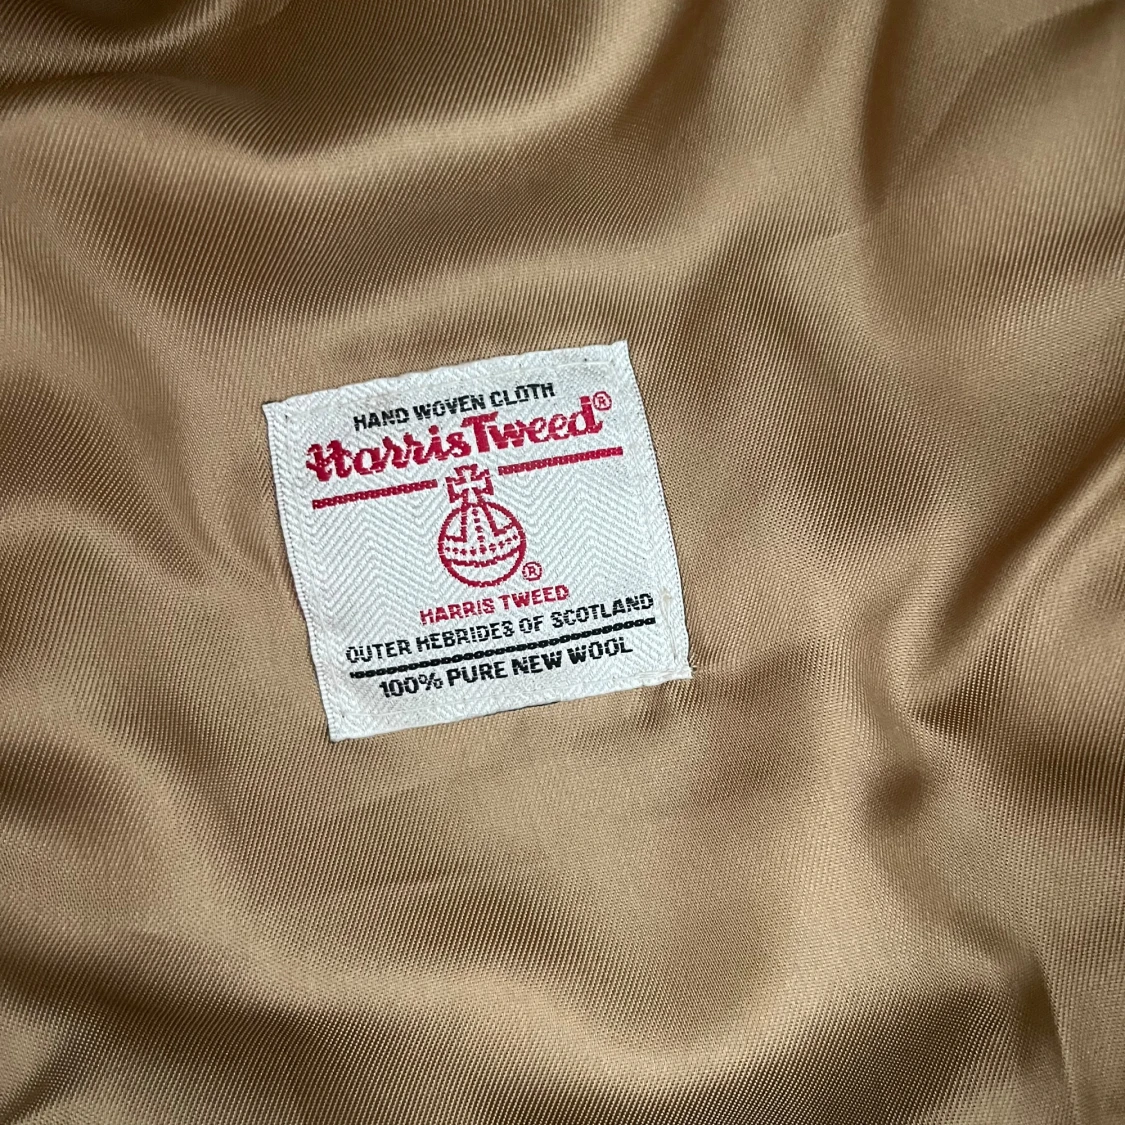 HAND WOVEN CLOTH
Harris Tweed®
®
HARRIS TWEED
OUTER HEBRIDES OF SCOTLAND
100% PURE NEW WOOL